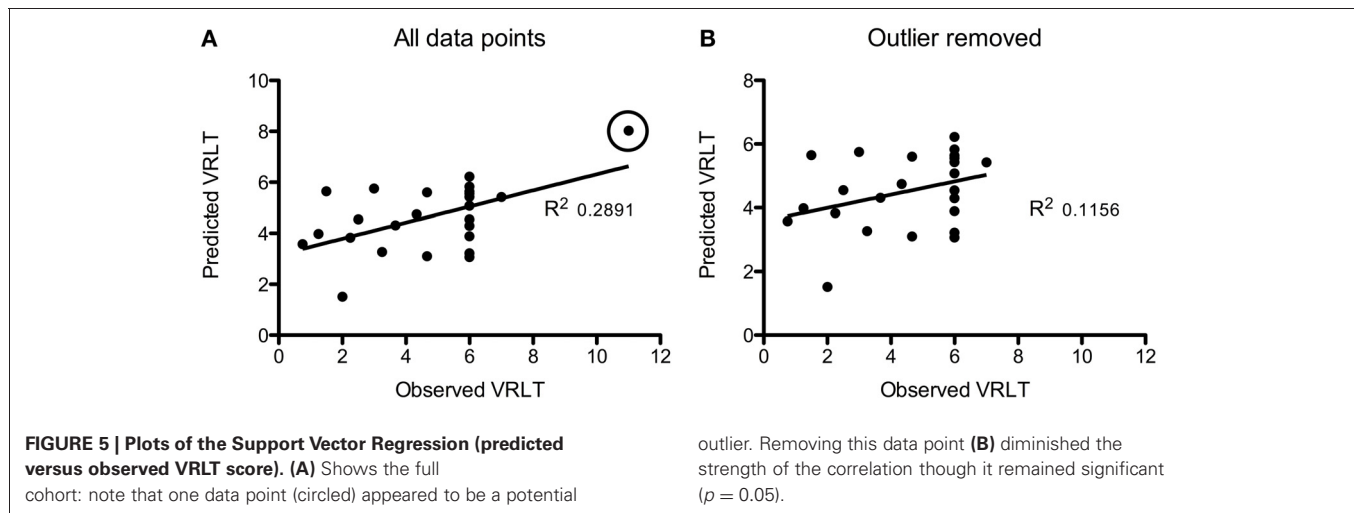 A
All data points
10
8
6
4
2
0
Predicted VRLT
R² 0.2891
0 2 4 6 8 10 12
Observed VRLT
B
Outlier removed
8
6
4
2
0
Predicted VRLT
R² 0.1156
0 2 4 6 8 10 12
Observed VRLT
FIGURE 5 | Plots of the Support Vector Regression (predicted
versus observed VRLT score). (A) Shows the full
cohort: note that one data point (circled) appeared to be a potential
outlier. Removing this data point (B) diminished the
strength of the correlation though it remained significant
(p = 0.05).